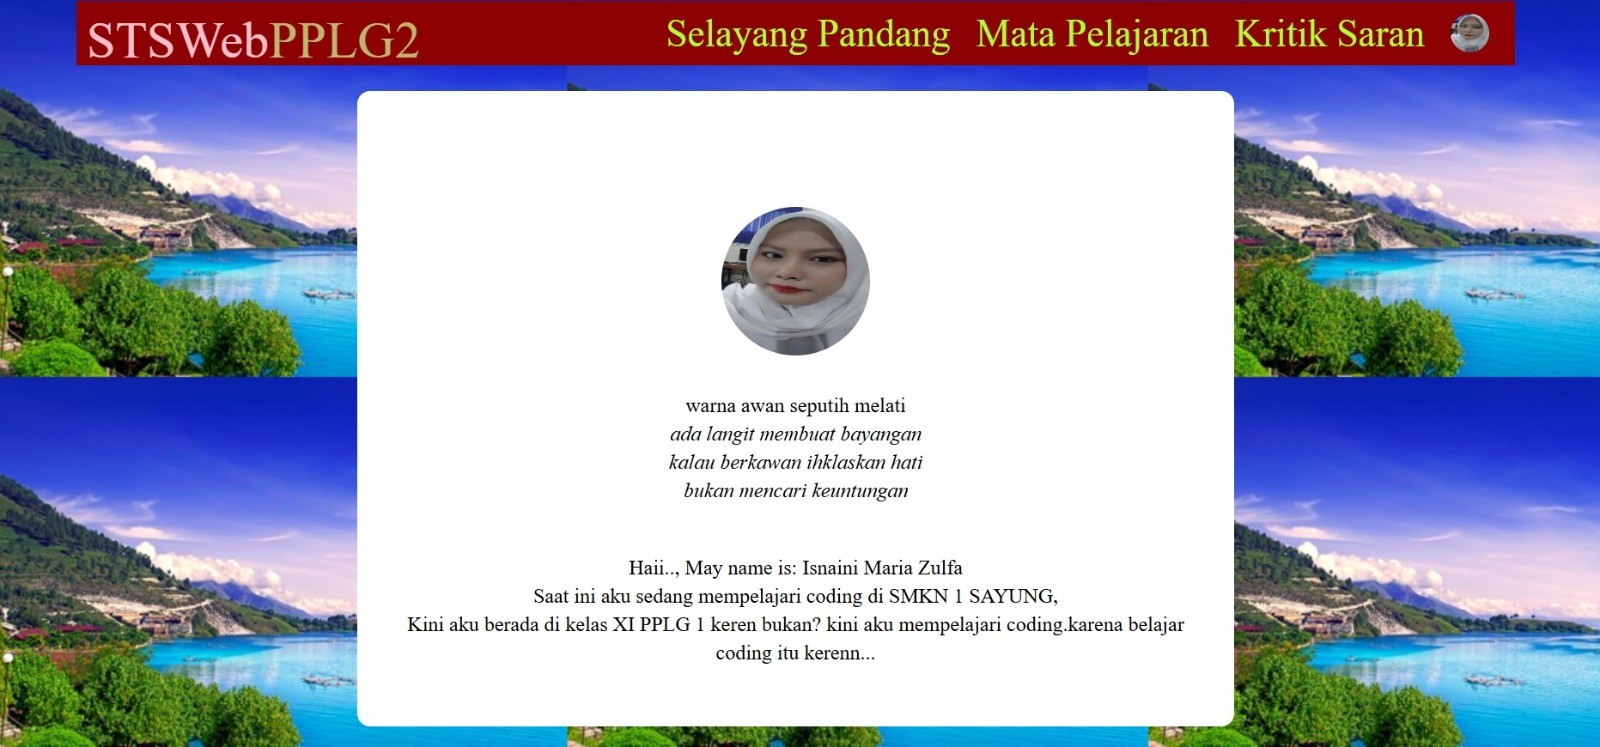 STSWebPPLG2 Selayang Pandang Mata Pelajaran Kritik Saran
warna awan seputih melati
ada langit membuat bayangan
kalau berkawan ihklaskan hati
bukan mencari keuntungan
Haii.., May name is: Isnaini Maria Zulfa
Saat ini aku sedang mempelajari coding di SMKN 1 SAYUNG,
Kini aku berada di kelas XI PPLG 1 keren bukan? kini aku mempelajari coding.karena belajar
coding itu kerenn...